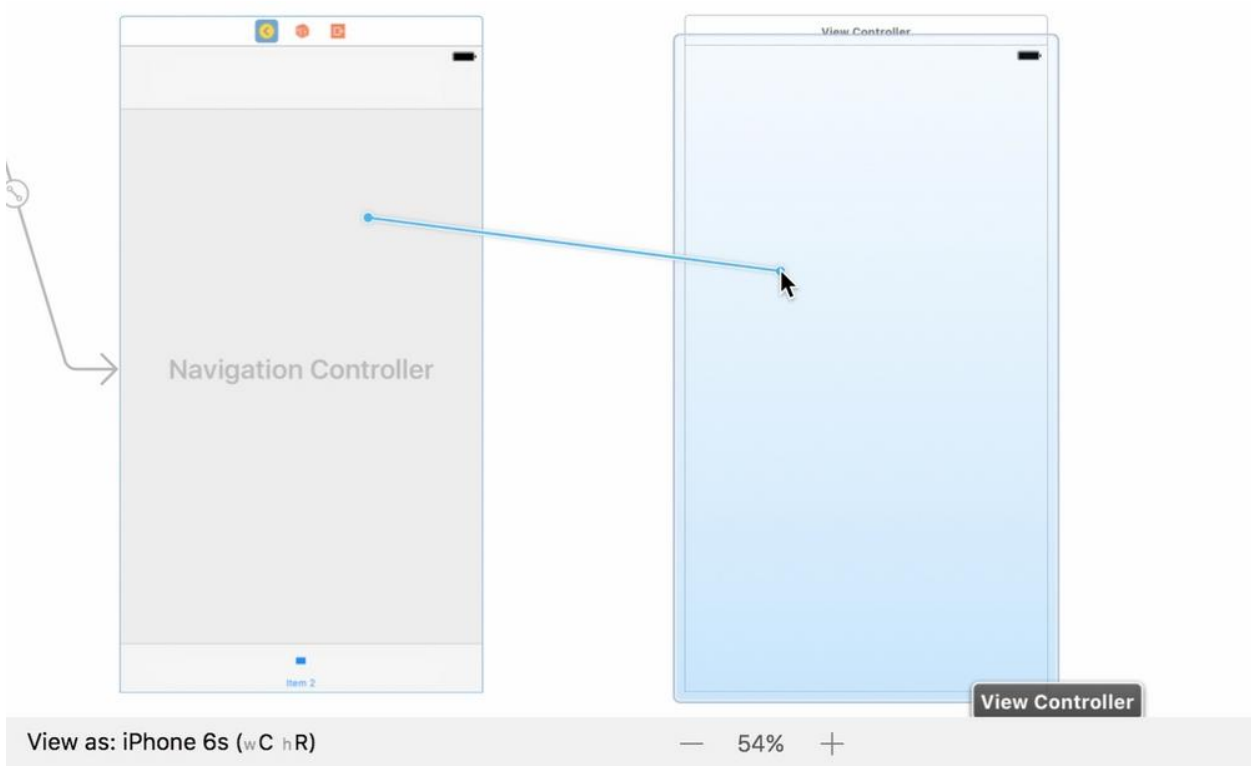 View Controller
Navigation Controller
Item 2
View Controller
View as: iPhone 6s (wC hR)
— 54% +